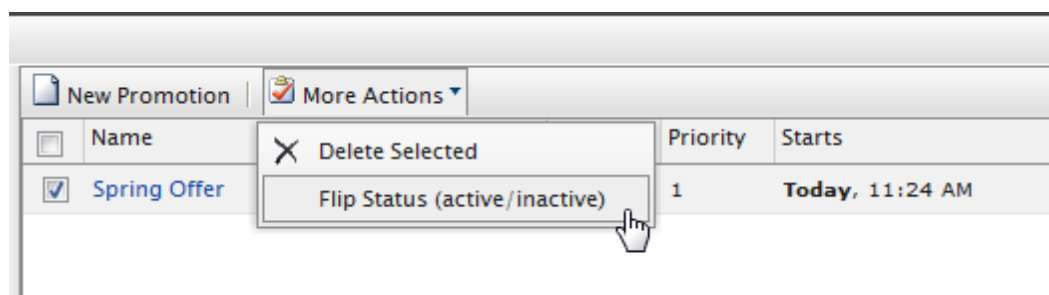 New Promotion More Actions
Name Priority Starts
Delete Selected
Spring Offer 1 Today, 11:24 AM
Flip Status (active/inactive)